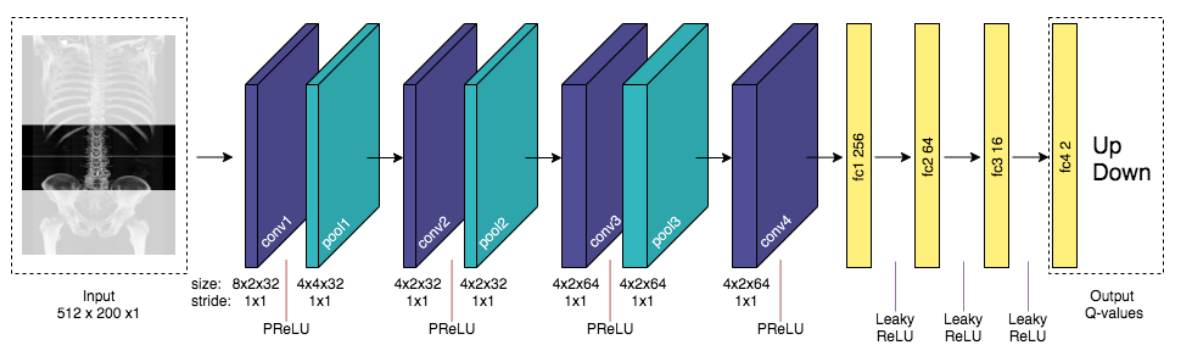 conv1
pool1
conv2
pool2
conv3
pool3
conv4
fc1 256
fc2 64
fc3 16
fc4 2
Up
Down
size: 8x2x32 4x4x32 4x2x32 4x2x32 4x2x64 4x2x64 4x2x64
stride: 1x1 1x1 1x1 1x1 1x1 1x1 1x1
Input
512 x 200 x1
PReLU PReLU PReLU PReLU
Leaky
ReLU
Leaky
ReLU
Leaky
ReLU
Output
Q-values